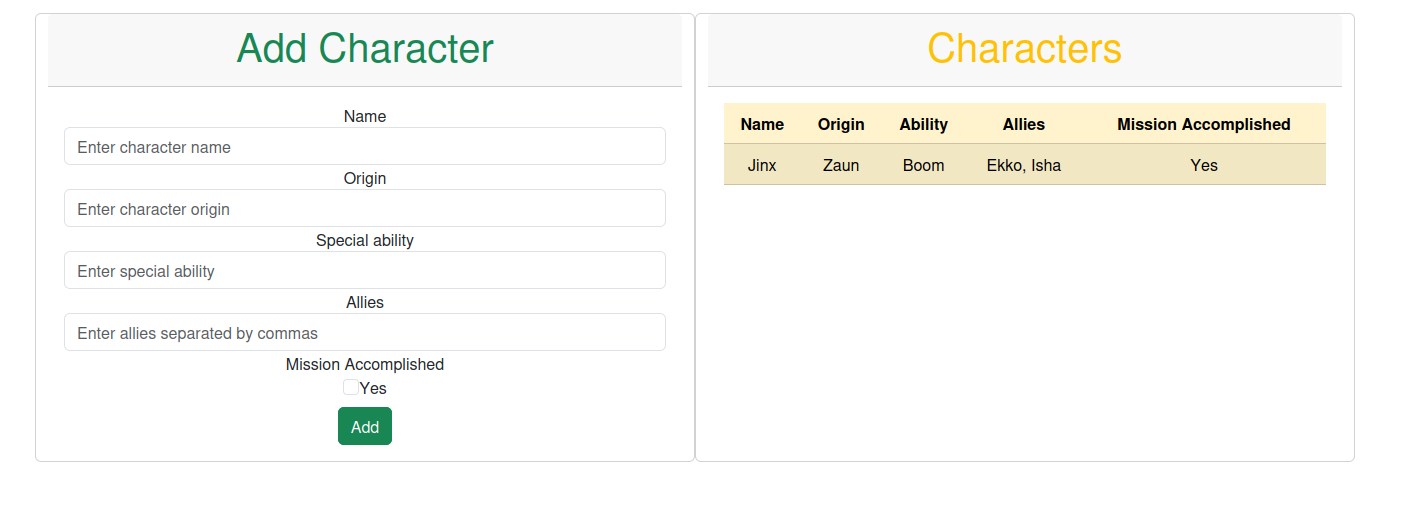 Add Character
Name
Enter character name
Origin
Enter character origin
Special ability
Enter special ability
Allies
Enter allies separated by commas
Mission Accomplished
Yes
Add
Characters
Name Origin Ability Allies Mission Accomplished
Jinx Zaun Boom Ekko, Isha Yes